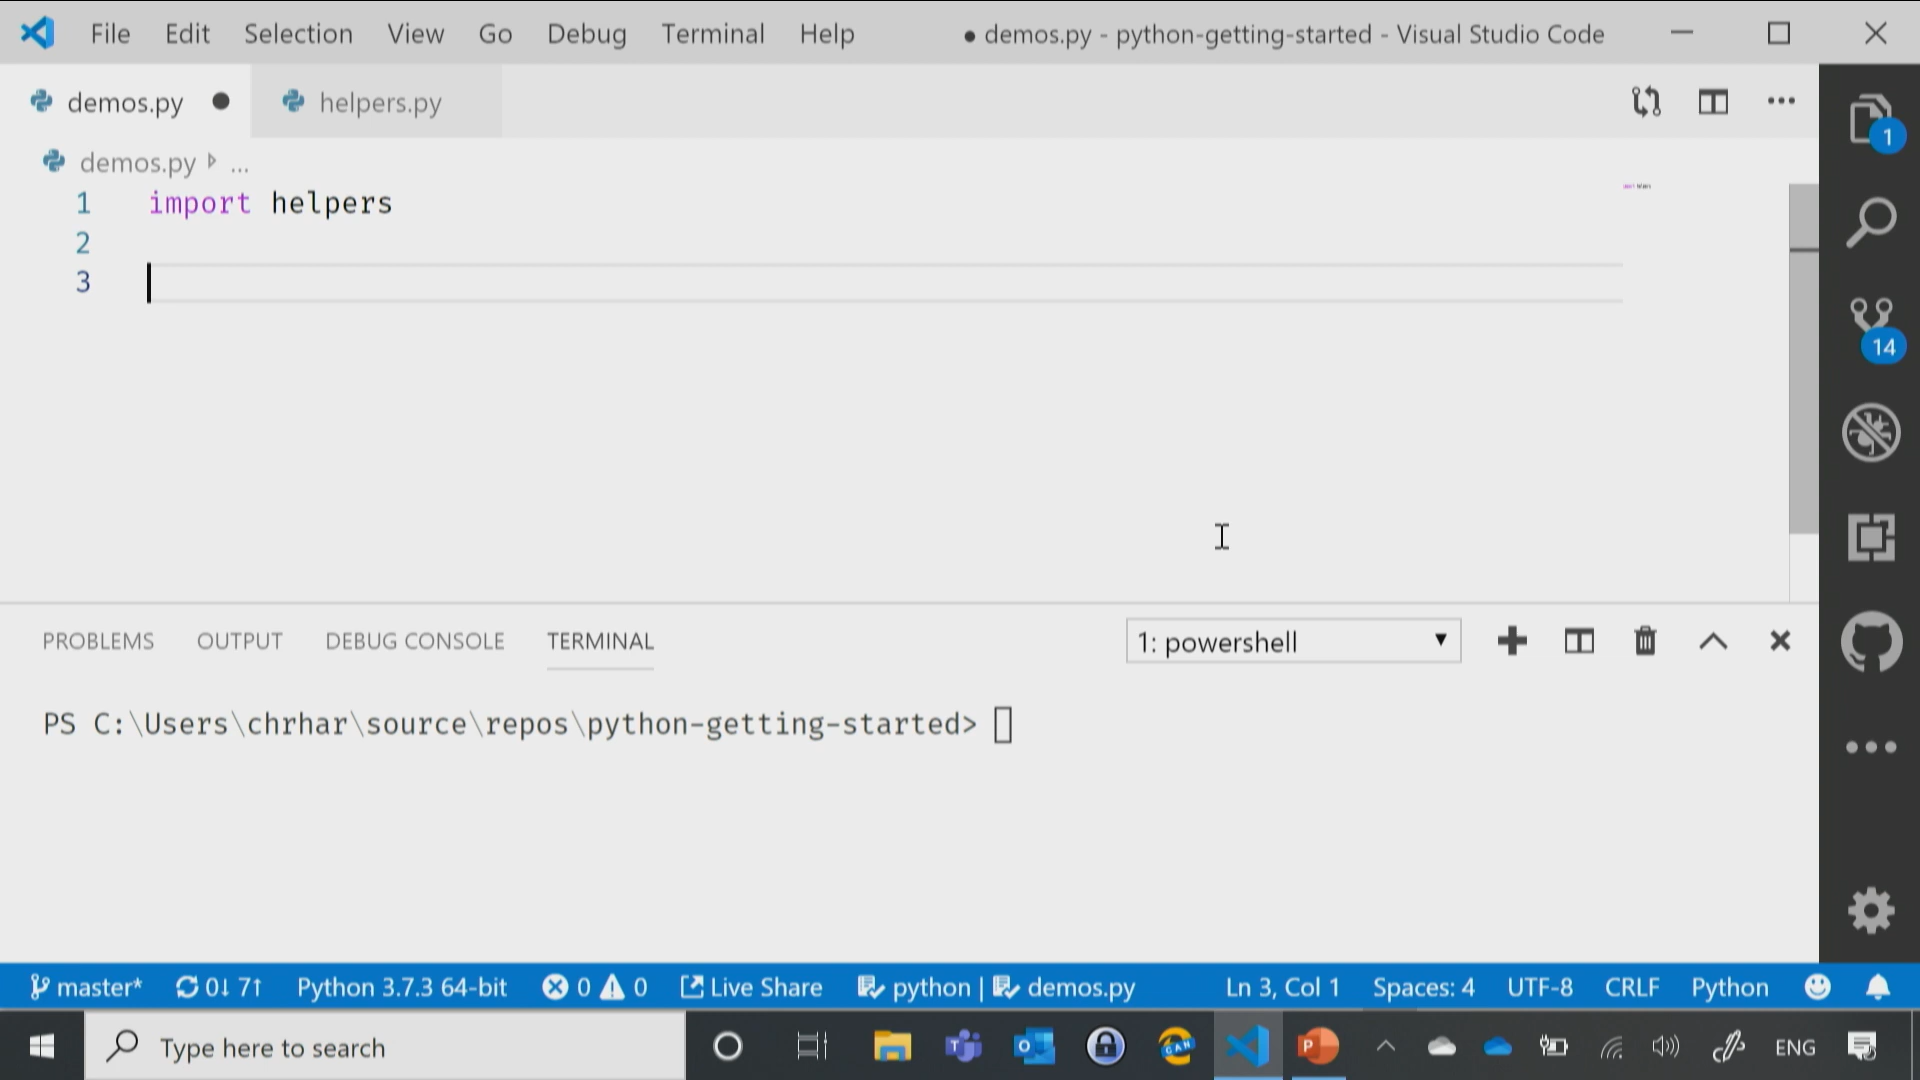 File Edit Selection View Go Debug Terminal Help ● demos.py - python-getting-started - Visual Studio Code
demos.py ● helpers.py
demos.py ...
1 import helpers
2
3
1
14
PROBLEMS OUTPUT DEBUG CONSOLE TERMINAL 1: powershell
PS C:\Users\chrhar\source\repos\python-getting-started>
master* 0↓ 7↑ Python 3.7.3 64-bit 0 0 Live Share python | demos.py Ln 3, Col 1 Spaces: 4 UTF-8 CRLF Python
Type here to search CAN ENG